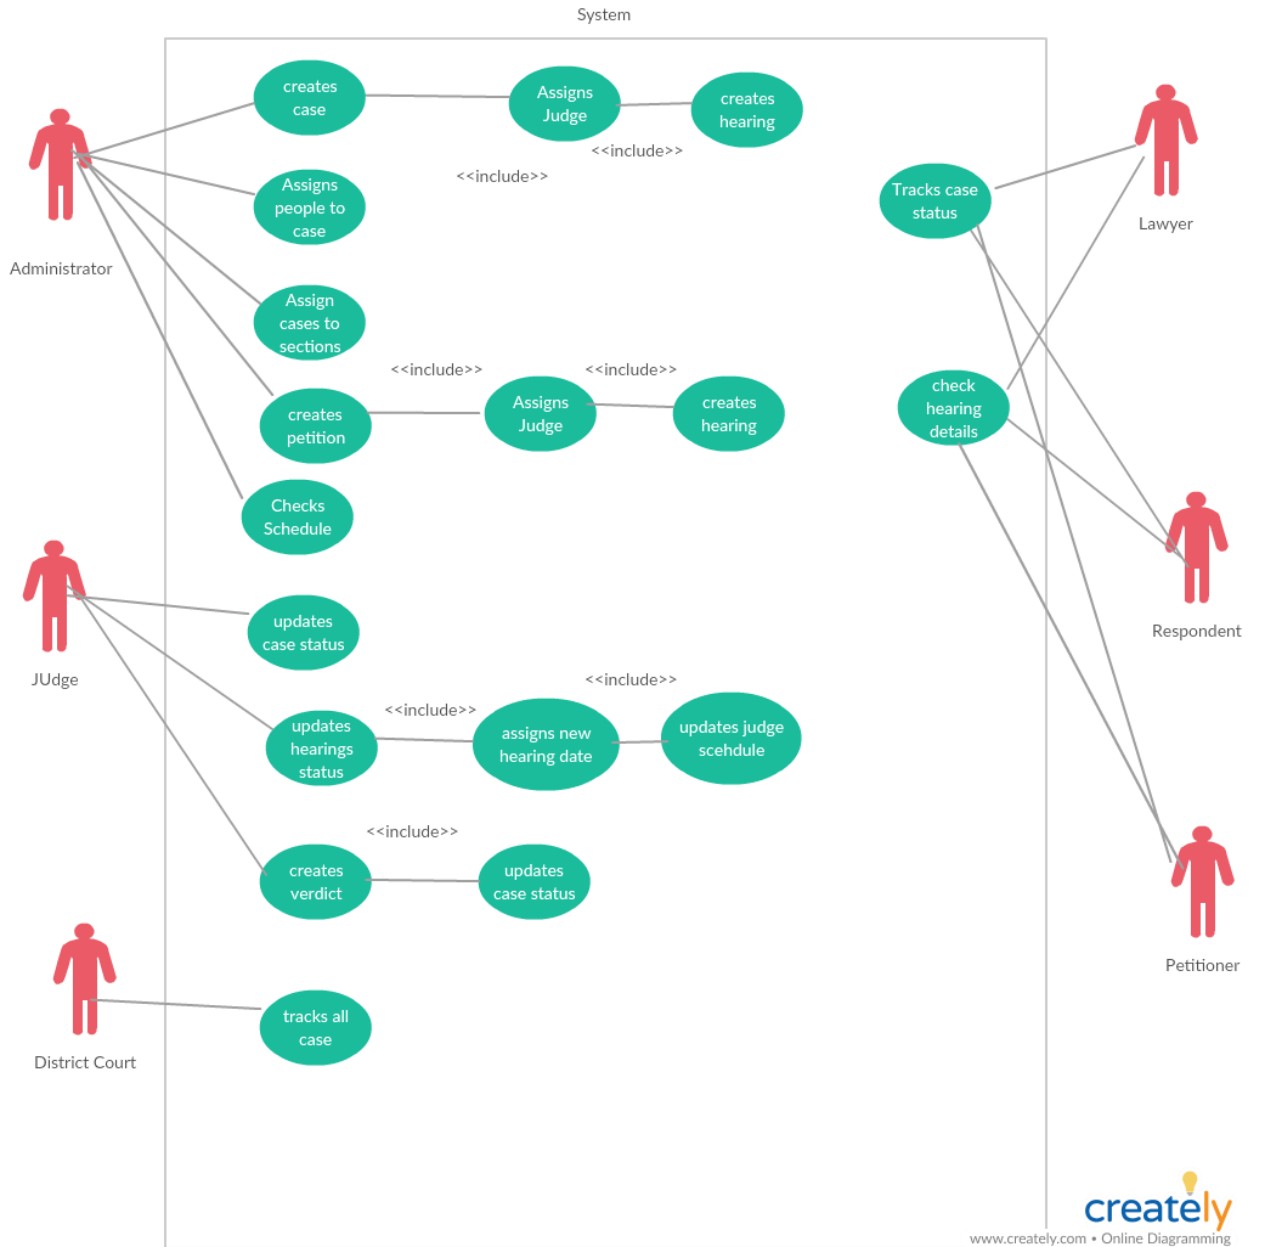 System
creates
case
Assigns
Judge
creates
hearing
<<include>>
<<include>>
Assigns
people to
case
Tracks case
status
Lawyer
Administrator
Assign
cases to
sections
<<include>>
<<include>>
creates
petition
Assigns
Judge
creates
hearing
check
hearing
details
Checks
Schedule
updates
case status
Respondent
JUdge
<<include>>
<<include>>
updates
hearings
status
assigns new
hearing date
updates judge
scehdule
<<include>>
creates
verdict
updates
case status
Petitioner
tracks all
case
District Court
creately
www.creately.com • Online Diagramming